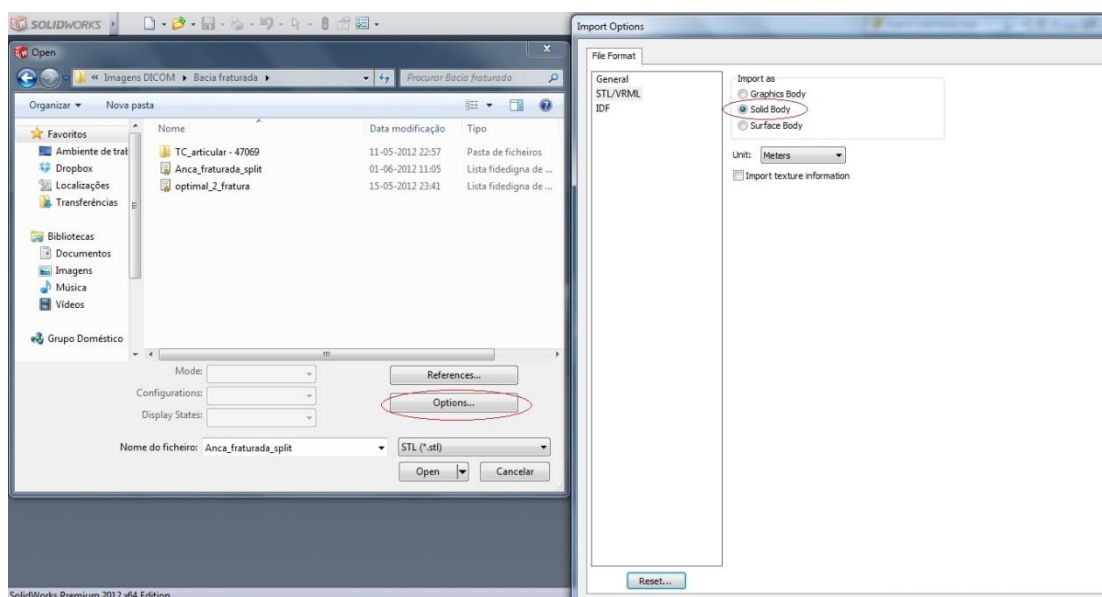 SOLIDWORKS
Open
« Imagens DICOM ▸ Bacia fraturada ▸
Procurar Bacia fraturada
Organizar ▾ Nova pasta
Favoritos
Ambiente de trab
Dropbox
Localizações
Transferências
Bibliotecas
Documentos
Imagens
Música
Vídeos
Grupo Doméstico
Nome Data modificação Tipo
TC_articular - 47069 11-05-2012 22:57 Pasta de ficheiros
Anca_fraturada_split 01-06-2012 11:05 Lista fidedigna de ...
optimal_2_fratura 15-05-2012 23:41 Lista fidedigna de ...
Mode:
Configurations:
Display States:
References...
Options...
Nome do ficheiro: Anca_fraturada_split STL (*.stl)
Open Cancelar
SolidWorks Premium 2012 x64 Edition
Import Options
File Format
General
STL/VRML
IDF
Import as
Graphics Body
Solid Body
Surface Body
Unit: Meters
Import texture information
Reset...